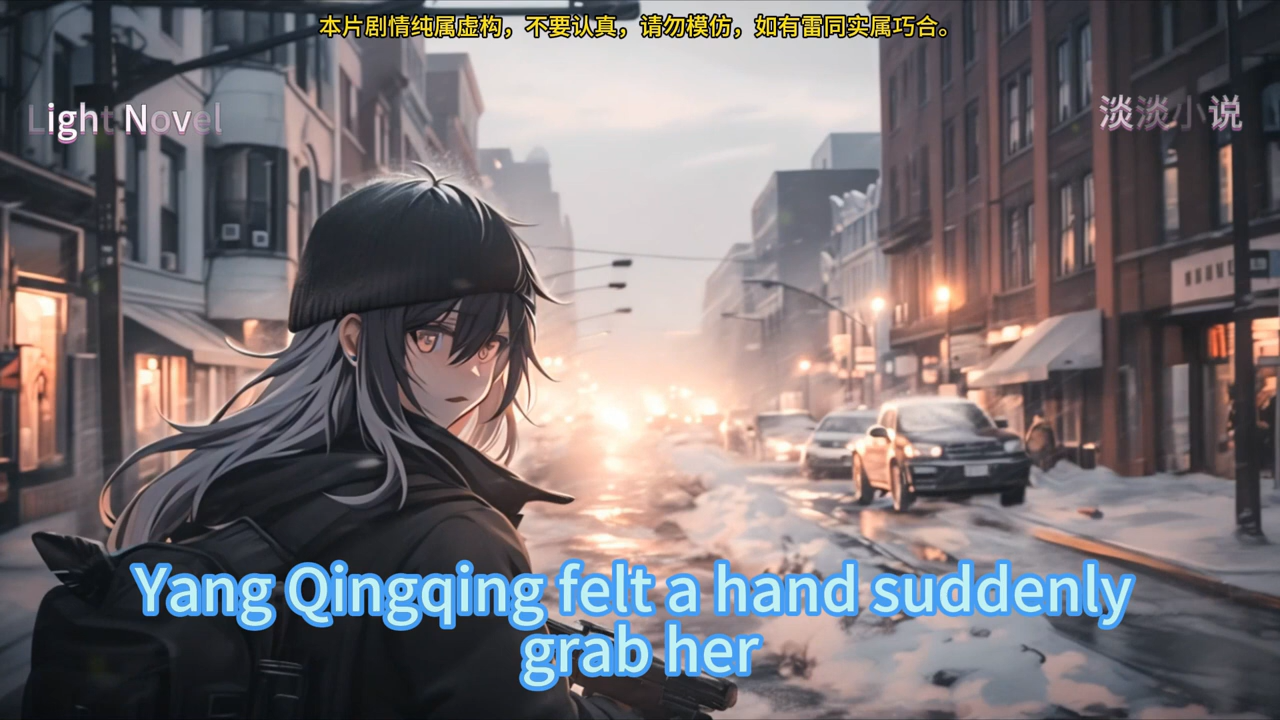 本片剧情纯属虚构，不要认真，请勿模仿，如有雷同实属巧合。
Light Novel
淡淡小说
Yang Qingqing felt a hand suddenly
grab her